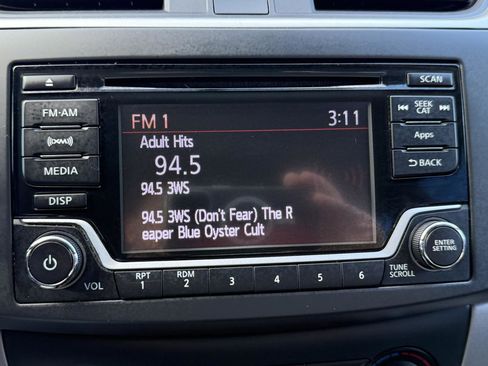 SCAN
FM•AM
XM
MEDIA
DISP
FM 1 3:11
Adult Hits
94.5
94.5 3WS
94.5 3WS (Don't Fear) The R
eaper Blue Oyster Cult
SEEK
CAT
Apps
BACK
VOL
RPT
1
RDM
2
3
4
5
6
TUNE
SCROLL
ENTER
SETTING